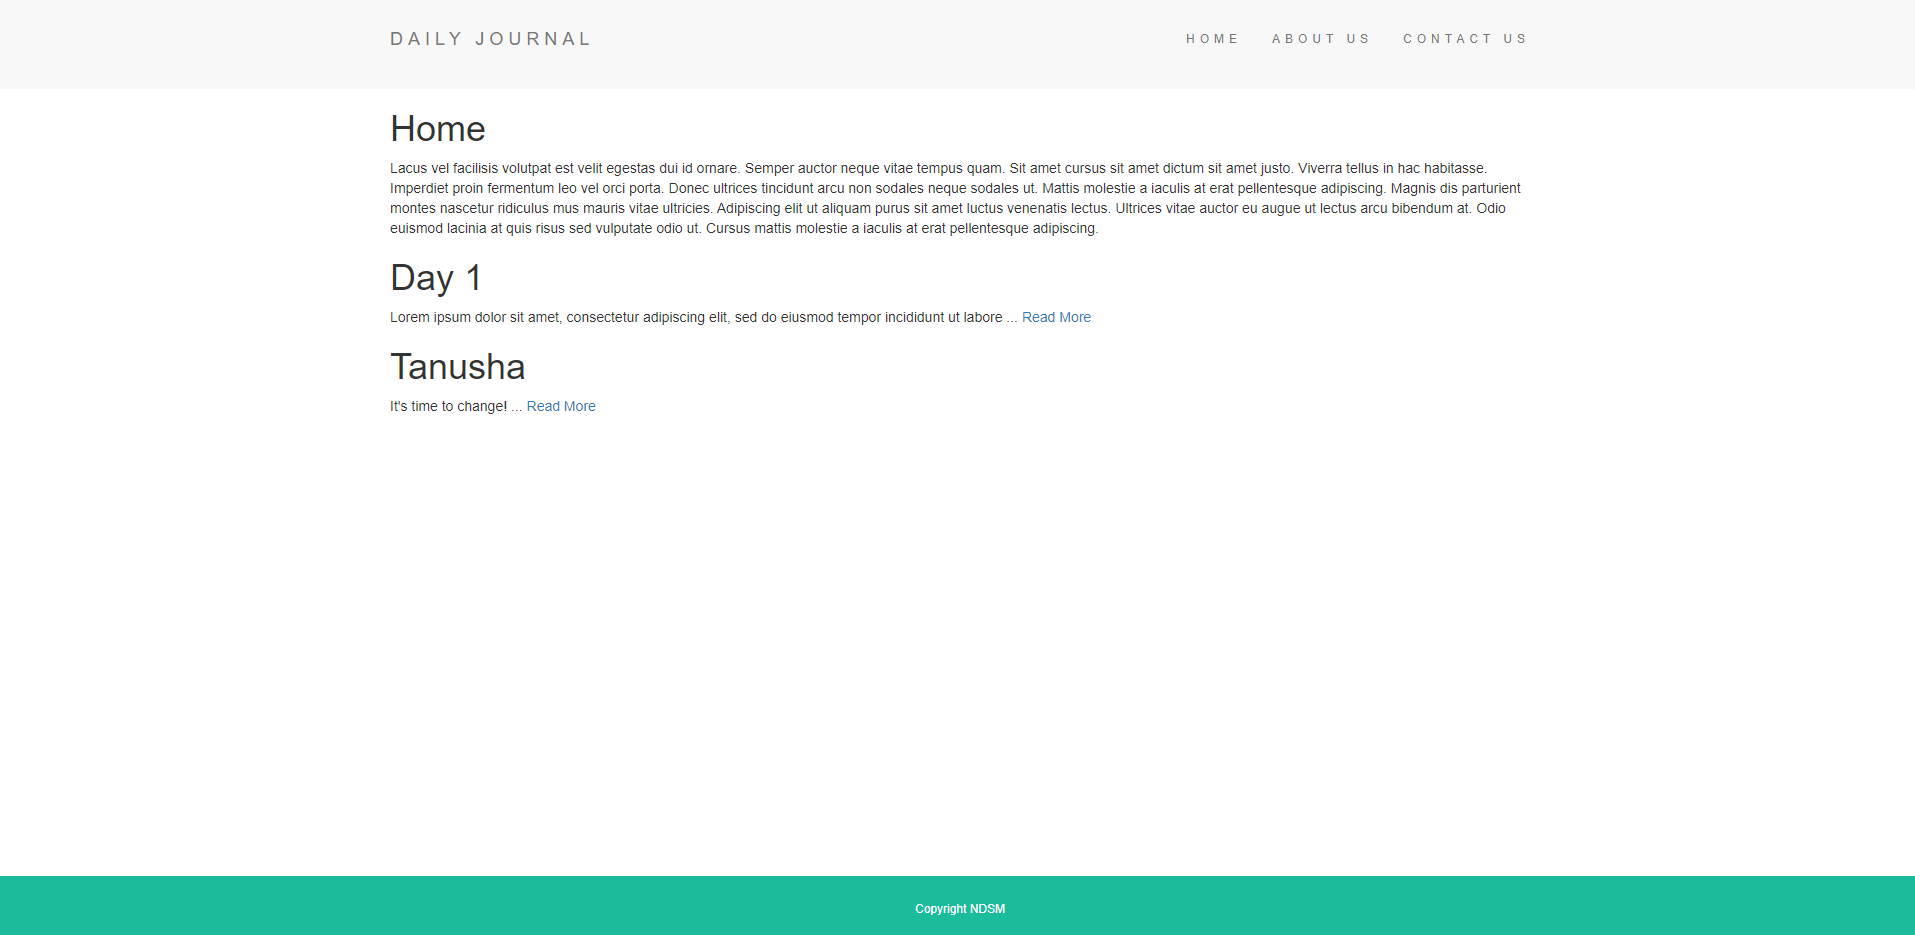 DAILY JOURNAL
HOME ABOUT US CONTACT US
Home
Lacus vel facilisis volutpat est velit egestas dui id ornare. Semper auctor neque vitae tempus quam. Sit amet cursus sit amet dictum sit amet justo. Viverra tellus in hac habitasse.
Imperdiet proin fermentum leo vel orci porta. Donec ultrices tincidunt arcu non sodales neque sodales ut. Mattis molestie a iaculis at erat pellentesque adipiscing. Magnis dis parturient
montes nascetur ridiculus mus mauris vitae ultricies. Adipiscing elit ut aliquam purus sit amet luctus venenatis lectus. Ultrices vitae auctor eu augue ut lectus arcu bibendum at. Odio
euismod lacinia at quis risus sed vulputate odio ut. Cursus mattis molestie a iaculis at erat pellentesque adipiscing.
Day 1
Lorem ipsum dolor sit amet, consectetur adipiscing elit, sed do eiusmod tempor incididunt ut labore ... Read More
Tanusha
It's time to change! ... Read More
Copyright NDSM